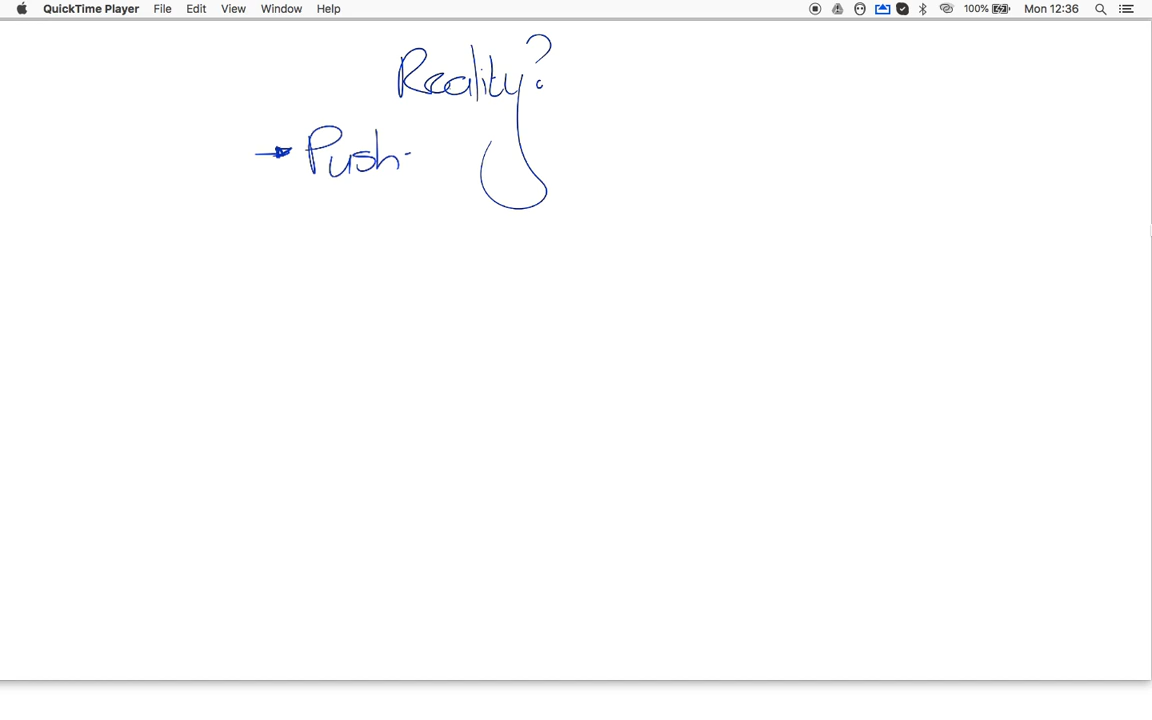 QuickTime Player File Edit View Window Help 100% Mon 12:36
Reality?
→ Push-